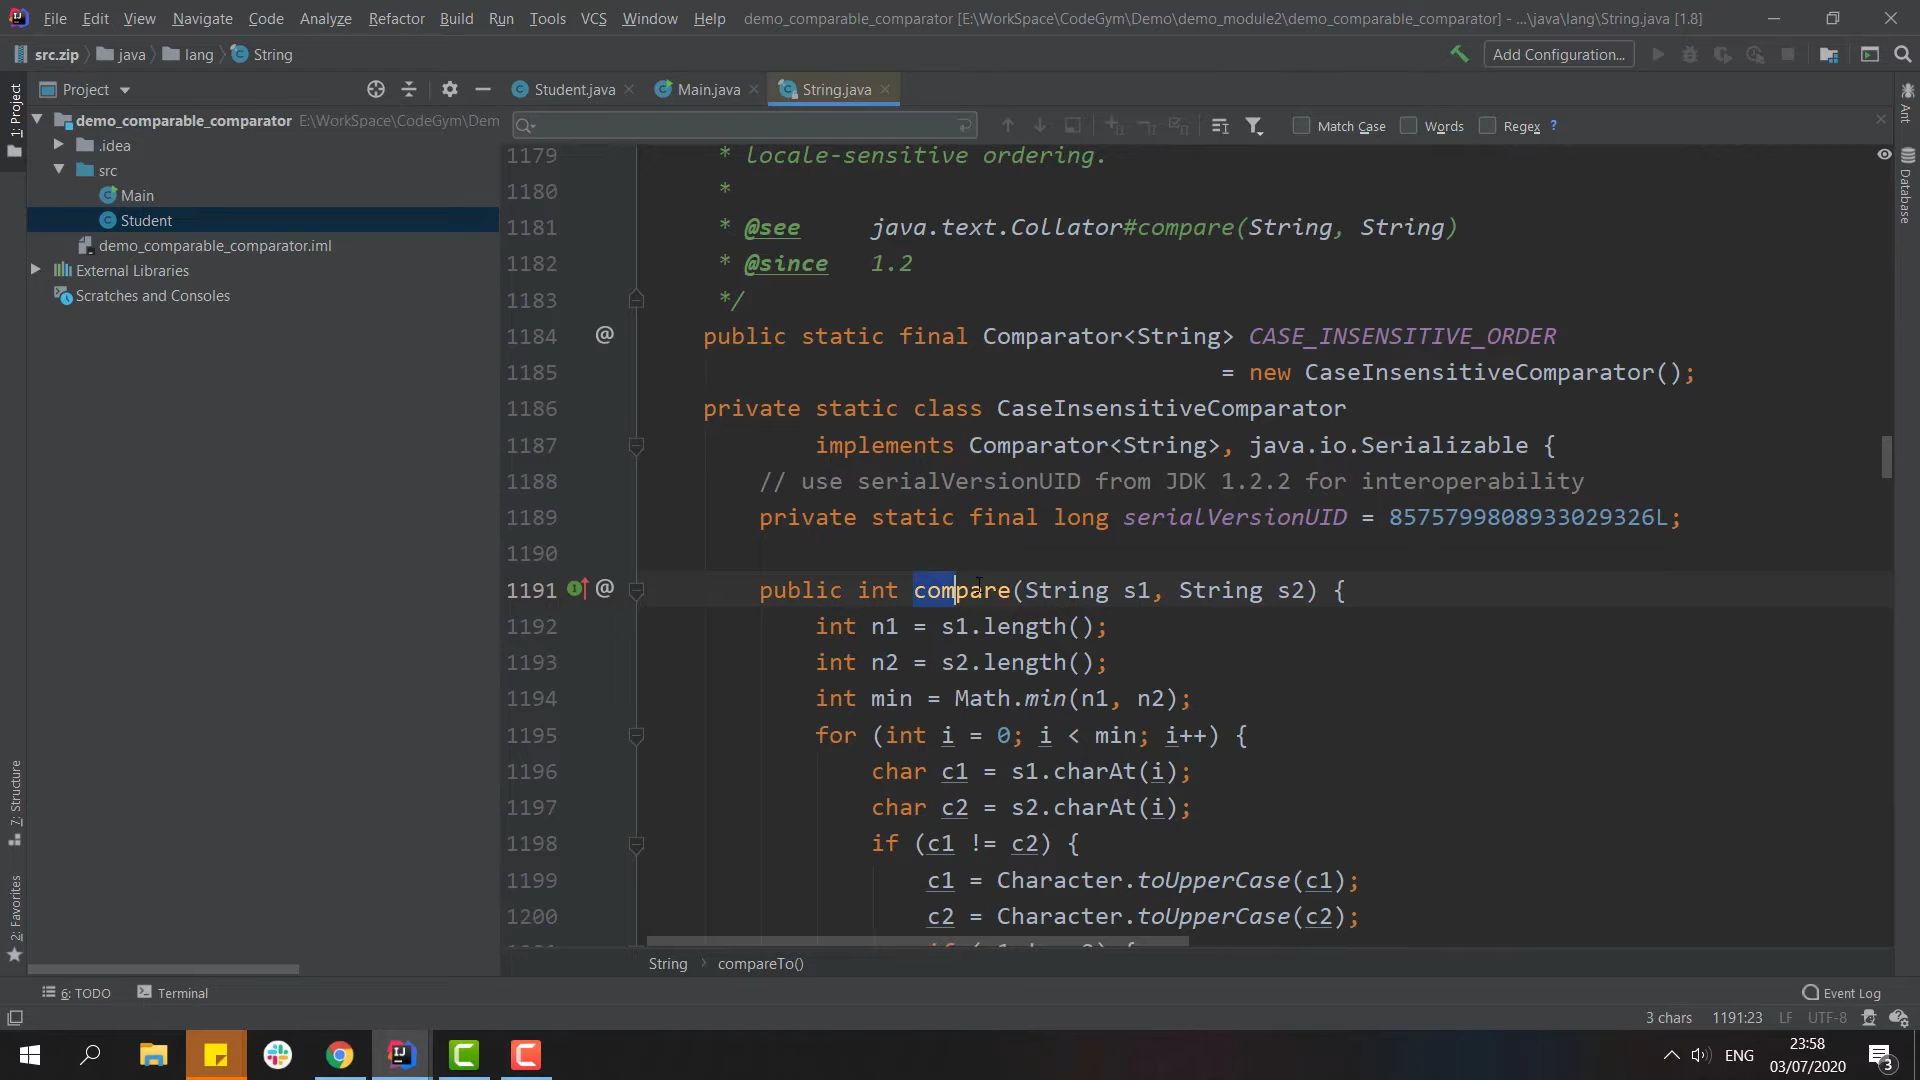 File Edit View Navigate Code Analyze Refactor Build Run Tools VCS Window Help demo_comparable_comparator [E:\WorkSpace\CodeGym\Demo\demo_module2\demo_comparable_comparator] - ...\java\lang\String.java [1.8]
src.zip java lang String Add Configuration...
Project Student.java Main.java String.java
demo_comparable_comparator E:\WorkSpace\CodeGym\Dem
.idea
src
Main
Student
demo_comparable_comparator.iml
External Libraries
Scratches and Consoles
1: Project
7: Structure
2: Favorites
Match Case Words Regex ?
Ant
Database
1179 * locale-sensitive ordering.
1180 *
1181 * @see java.text.Collator#compare(String, String)
1182 * @since 1.2
1183 */
1184 @ public static final Comparator<String> CASE_INSENSITIVE_ORDER
1185 = new CaseInsensitiveComparator();
1186 private static class CaseInsensitiveComparator
1187 implements Comparator<String>, java.io.Serializable {
1188 // use serialVersionUID from JDK 1.2.2 for interoperability
1189 private static final long serialVersionUID = 8575799808933029326L;
1190
1191 @ public int compare(String s1, String s2) {
1192 int n1 = s1.length();
1193 int n2 = s2.length();
1194 int min = Math.min(n1, n2);
1195 for (int i = 0; i < min; i++) {
1196 char c1 = s1.charAt(i);
1197 char c2 = s2.charAt(i);
1198 if (c1 != c2) {
1199 c1 = Character.toUpperCase(c1);
1200 c2 = Character.toUpperCase(c2);
String compareTo()
6: TODO Terminal Event Log
3 chars 1191:23 LF UTF-8
ENG 23:58
03/07/2020 3